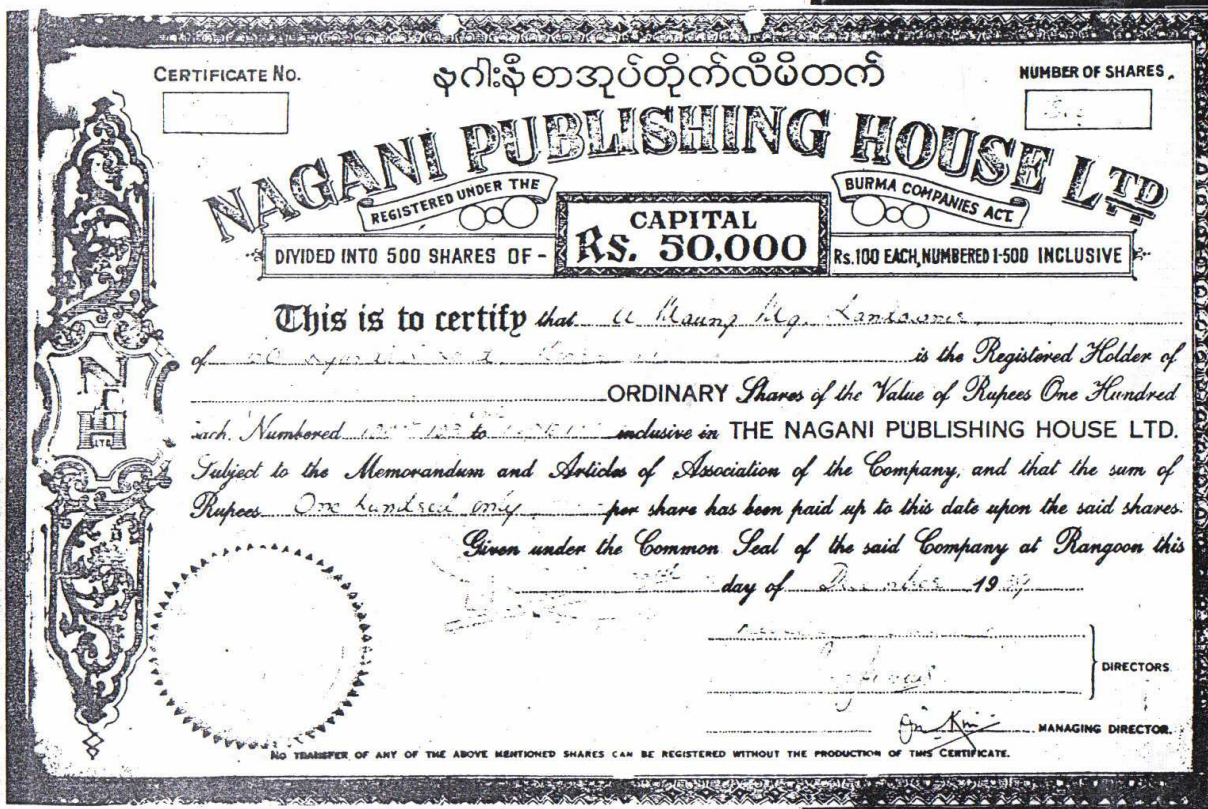 CERTIFICATE NO.
နဂါးနီစာအုပ်တိုက်လီမိတက်
NUMBER OF SHARES.
NAGANI PUBLISHING HOUSE LTD
REGISTERED UNDER THE
BURMA COMPANIES ACT.
CAPITAL
Rs. 50,000
DIVIDED INTO 500 SHARES OF -
Rs.100 EACH, NUMBERED 1-500 INCLUSIVE
This is to certify that U Maung Mg.
of is the Registered Holder of
ORDINARY Shares of the Value of Rupees One Hundred
each. Numbered to inclusive in THE NAGANI PUBLISHING HOUSE LTD.
Subject to the Memorandum and Articles of Association of the Company, and that the sum of
Rupees One hundred only per share has been paid up to this date upon the said shares.
Given under the Common Seal of the said Company at Rangoon this
day of December 19
DIRECTORS.
MANAGING DIRECTOR.
NO TRANSFER OF ANY OF THE ABOVE MENTIONED SHARES CAN BE REGISTERED WITHOUT THE PRODUCTION OF THIS CERTIFICATE.
NPH
LTD